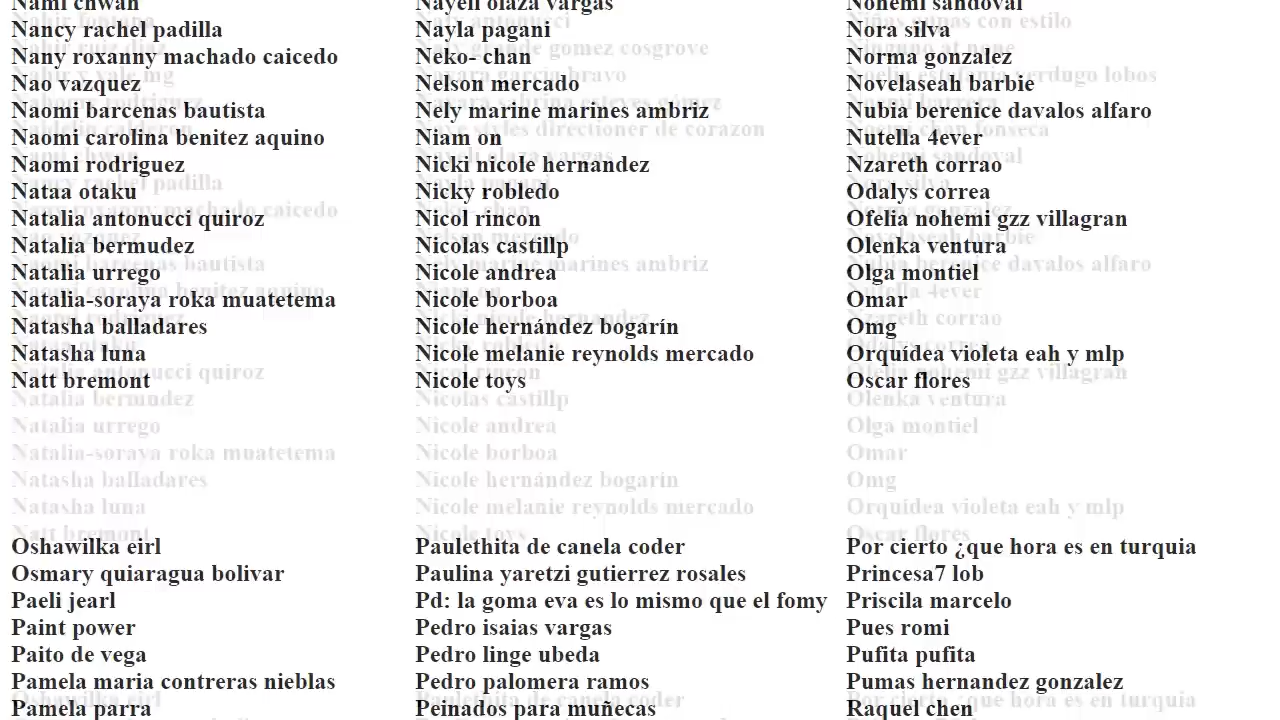 Nami chwan
Nancy rachel padilla
Nany roxanny machado caicedo
Nao vazquez
Naomi barcenas bautista
Naomi carolina benitez aquino
Naomi rodriguez
Nataa otaku
Natalia antonucci quiroz
Natalia bermudez
Natalia urrego
Natalia-soraya roka muatetema
Natasha balladares
Natasha luna
Natt bremont
Nayeli olaza vargas
Nayla pagani
Neko- chan
Nelson mercado
Nely marine marines ambriz
Niam on
Nicki nicole hernandez
Nicky robledo
Nicol rincon
Nicolas castillp
Nicole andrea
Nicole borboa
Nicole hernández bogarín
Nicole melanie reynolds mercado
Nicole toys
Nohemi sandoval
Nora silva
Norma gonzalez
Novelaseah barbie
Nubia berenice davalos alfaro
Nutella 4ever
Nzareth corrao
Odalys correa
Ofelia nohemi gzz villagran
Olenka ventura
Olga montiel
Omar
Omg
Orquídea violeta eah y mlp
Oscar flores
Oshawilka eirl
Osmary quiaragua bolivar
Paeli jearl
Paint power
Paito de vega
Pamela maria contreras nieblas
Pamela parra
Paulethita de canela coder
Paulina yaretzi gutierrez rosales
Pd: la goma eva es lo mismo que el fomy
Pedro isaias vargas
Pedro linge ubeda
Pedro palomera ramos
Peinados para muñecas
Por cierto ¿que hora es en turquia
Princesa7 lob
Priscila marcelo
Pues romi
Pufita pufita
Pumas hernandez gonzalez
Raquel chen